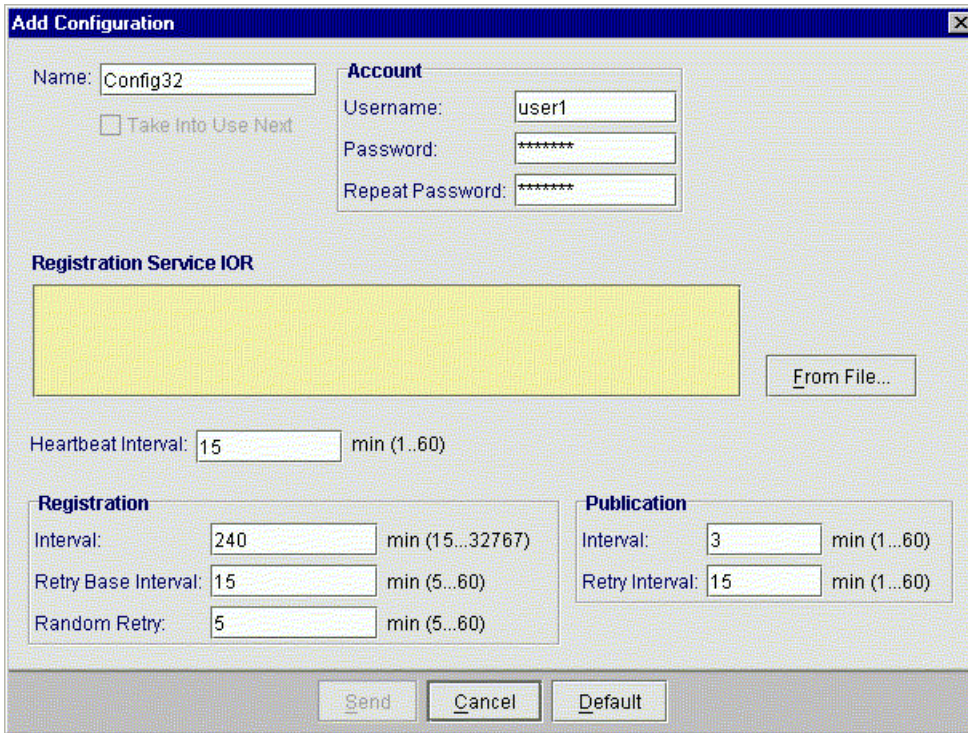 Add Configuration
Name: Config32
Take Into Use Next
Account
Username: user1
Password: *******
Repeat Password: *******
Registration Service IOR
From File...
Heartbeat Interval: 15 min (1..60)
Registration
Interval: 240 min (15...32767)
Retry Base Interval: 15 min (5...60)
Random Retry: 5 min (5...60)
Publication
Interval: 3 min (1...60)
Retry Interval: 15 min (1...60)
Send Cancel Default